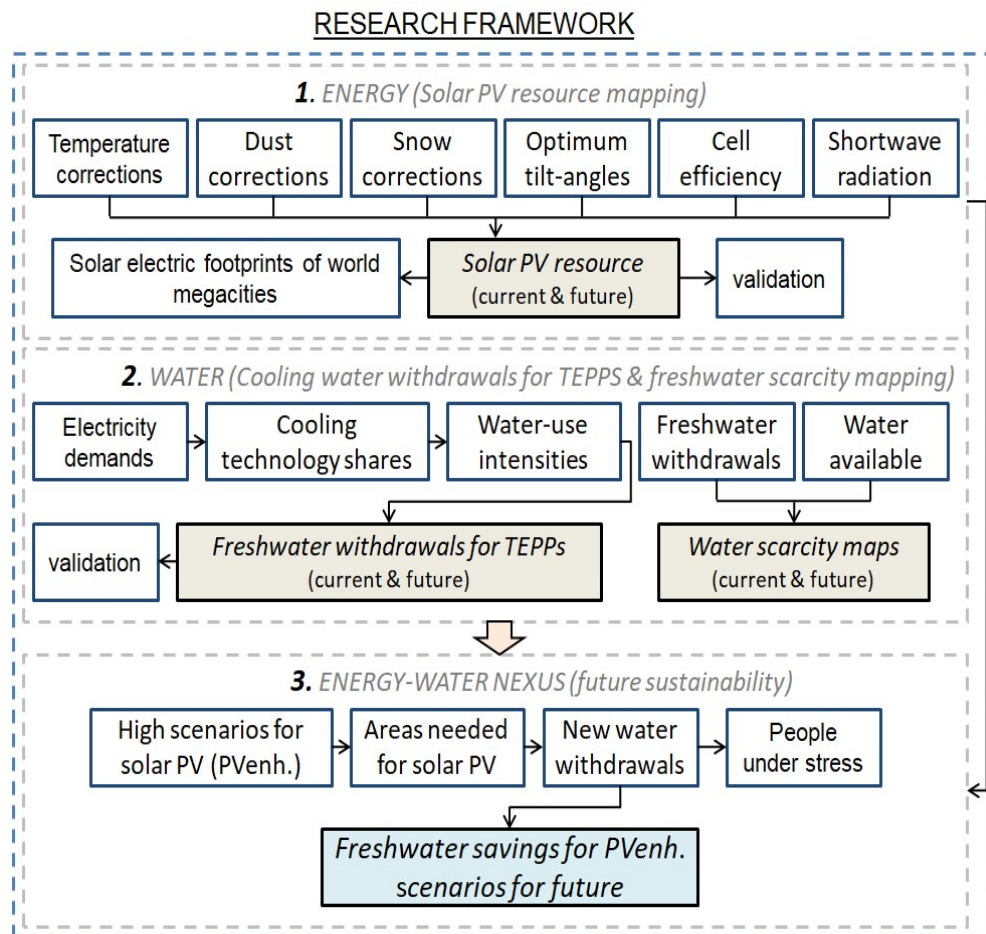 RESEARCH FRAMEWORK
1. ENERGY (Solar PV resource mapping)
Temperature
corrections
Dust
corrections
Snow
corrections
Optimum
tilt-angles
Cell
efficiency
Shortwave
radiation
Solar electric footprints of world
megacities
Solar PV resource
(current & future)
validation
2. WATER (Cooling water withdrawals for TEPPS & freshwater scarcity mapping)
Electricity
demands
Cooling
technology shares
Water-use
intensities
Freshwater
withdrawals
Water
available
validation
Freshwater withdrawals for TEPPs
(current & future)
Water scarcity maps
(current & future)
3. ENERGY-WATER NEXUS (future sustainability)
High scenarios for
solar PV (PVenh.)
Areas needed
for solar PV
New water
withdrawals
People
under stress
Freshwater savings for PVenh.
scenarios for future